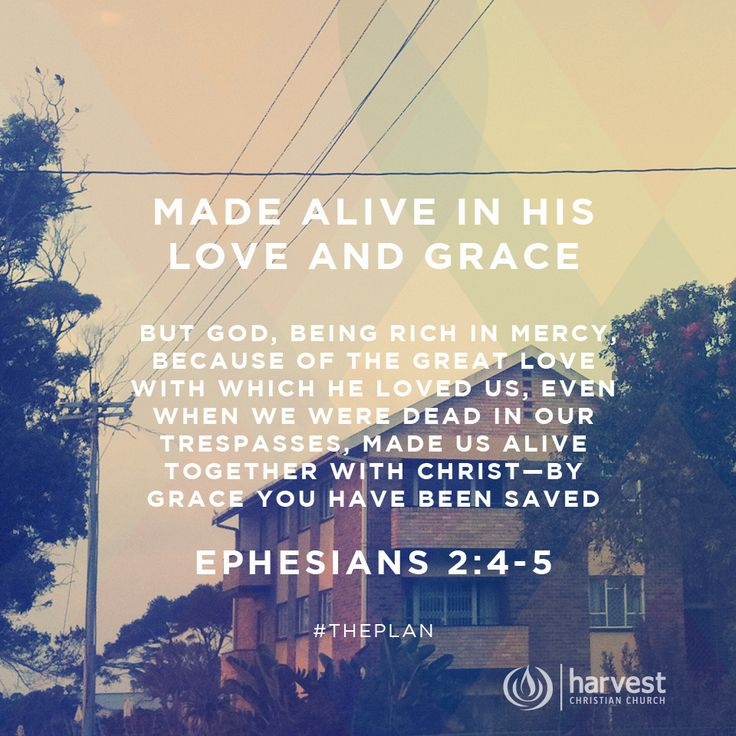 MADE ALIVE IN HIS
LOVE AND GRACE
BUT GOD, BEING RICH IN MERCY,
BECAUSE OF THE GREAT LOVE
WITH WHICH HE LOVED US, EVEN
WHEN WE WERE DEAD IN OUR
TRESPASSES, MADE US ALIVE
TOGETHER WITH CHRIST—BY
GRACE YOU HAVE BEEN SAVED
EPHESIANS 2:4-5
#THEPLAN
harvest
CHRISTIAN CHURCH